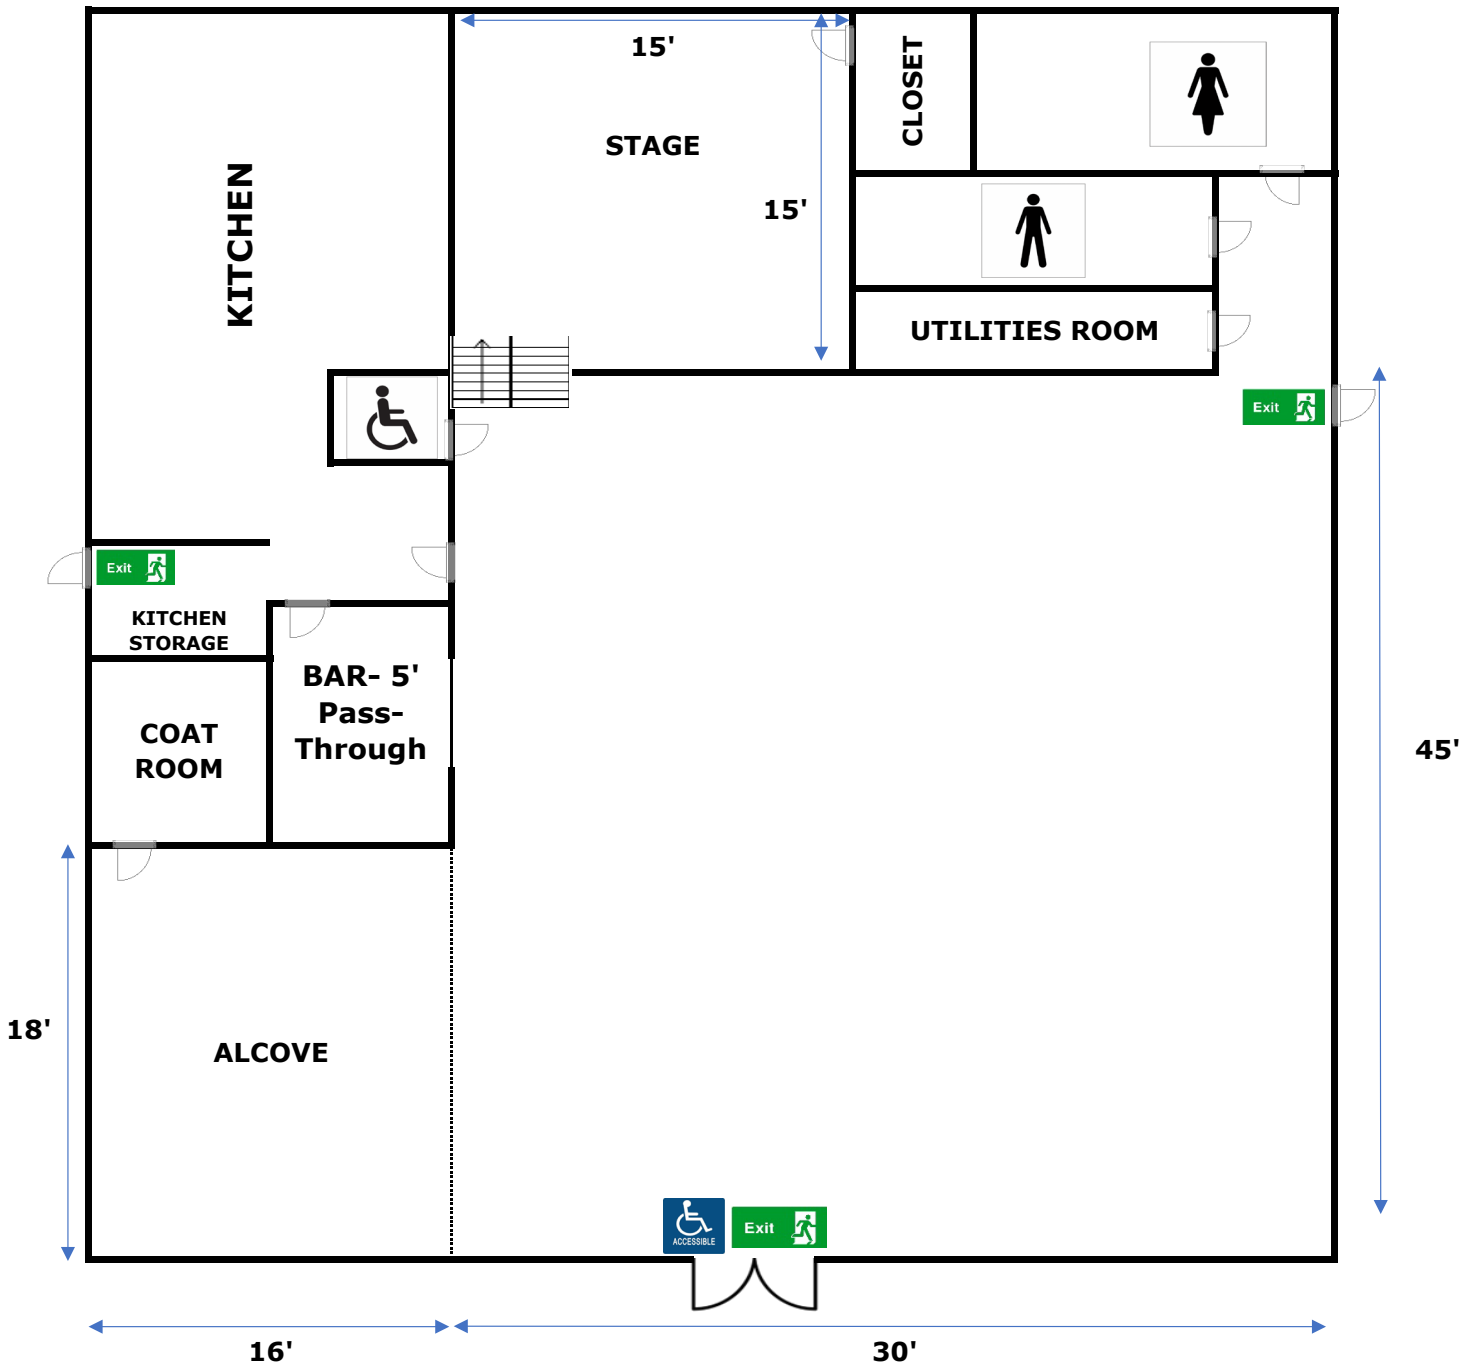 15'
STAGE
CLOSET
15'
KITCHEN
UTILITIES ROOM
Exit
Exit
KITCHEN
STORAGE
BAR- 5'
Pass-
Through
COAT
ROOM
45'
18'
ALCOVE
ACCESSIBLE
Exit
16'
30'